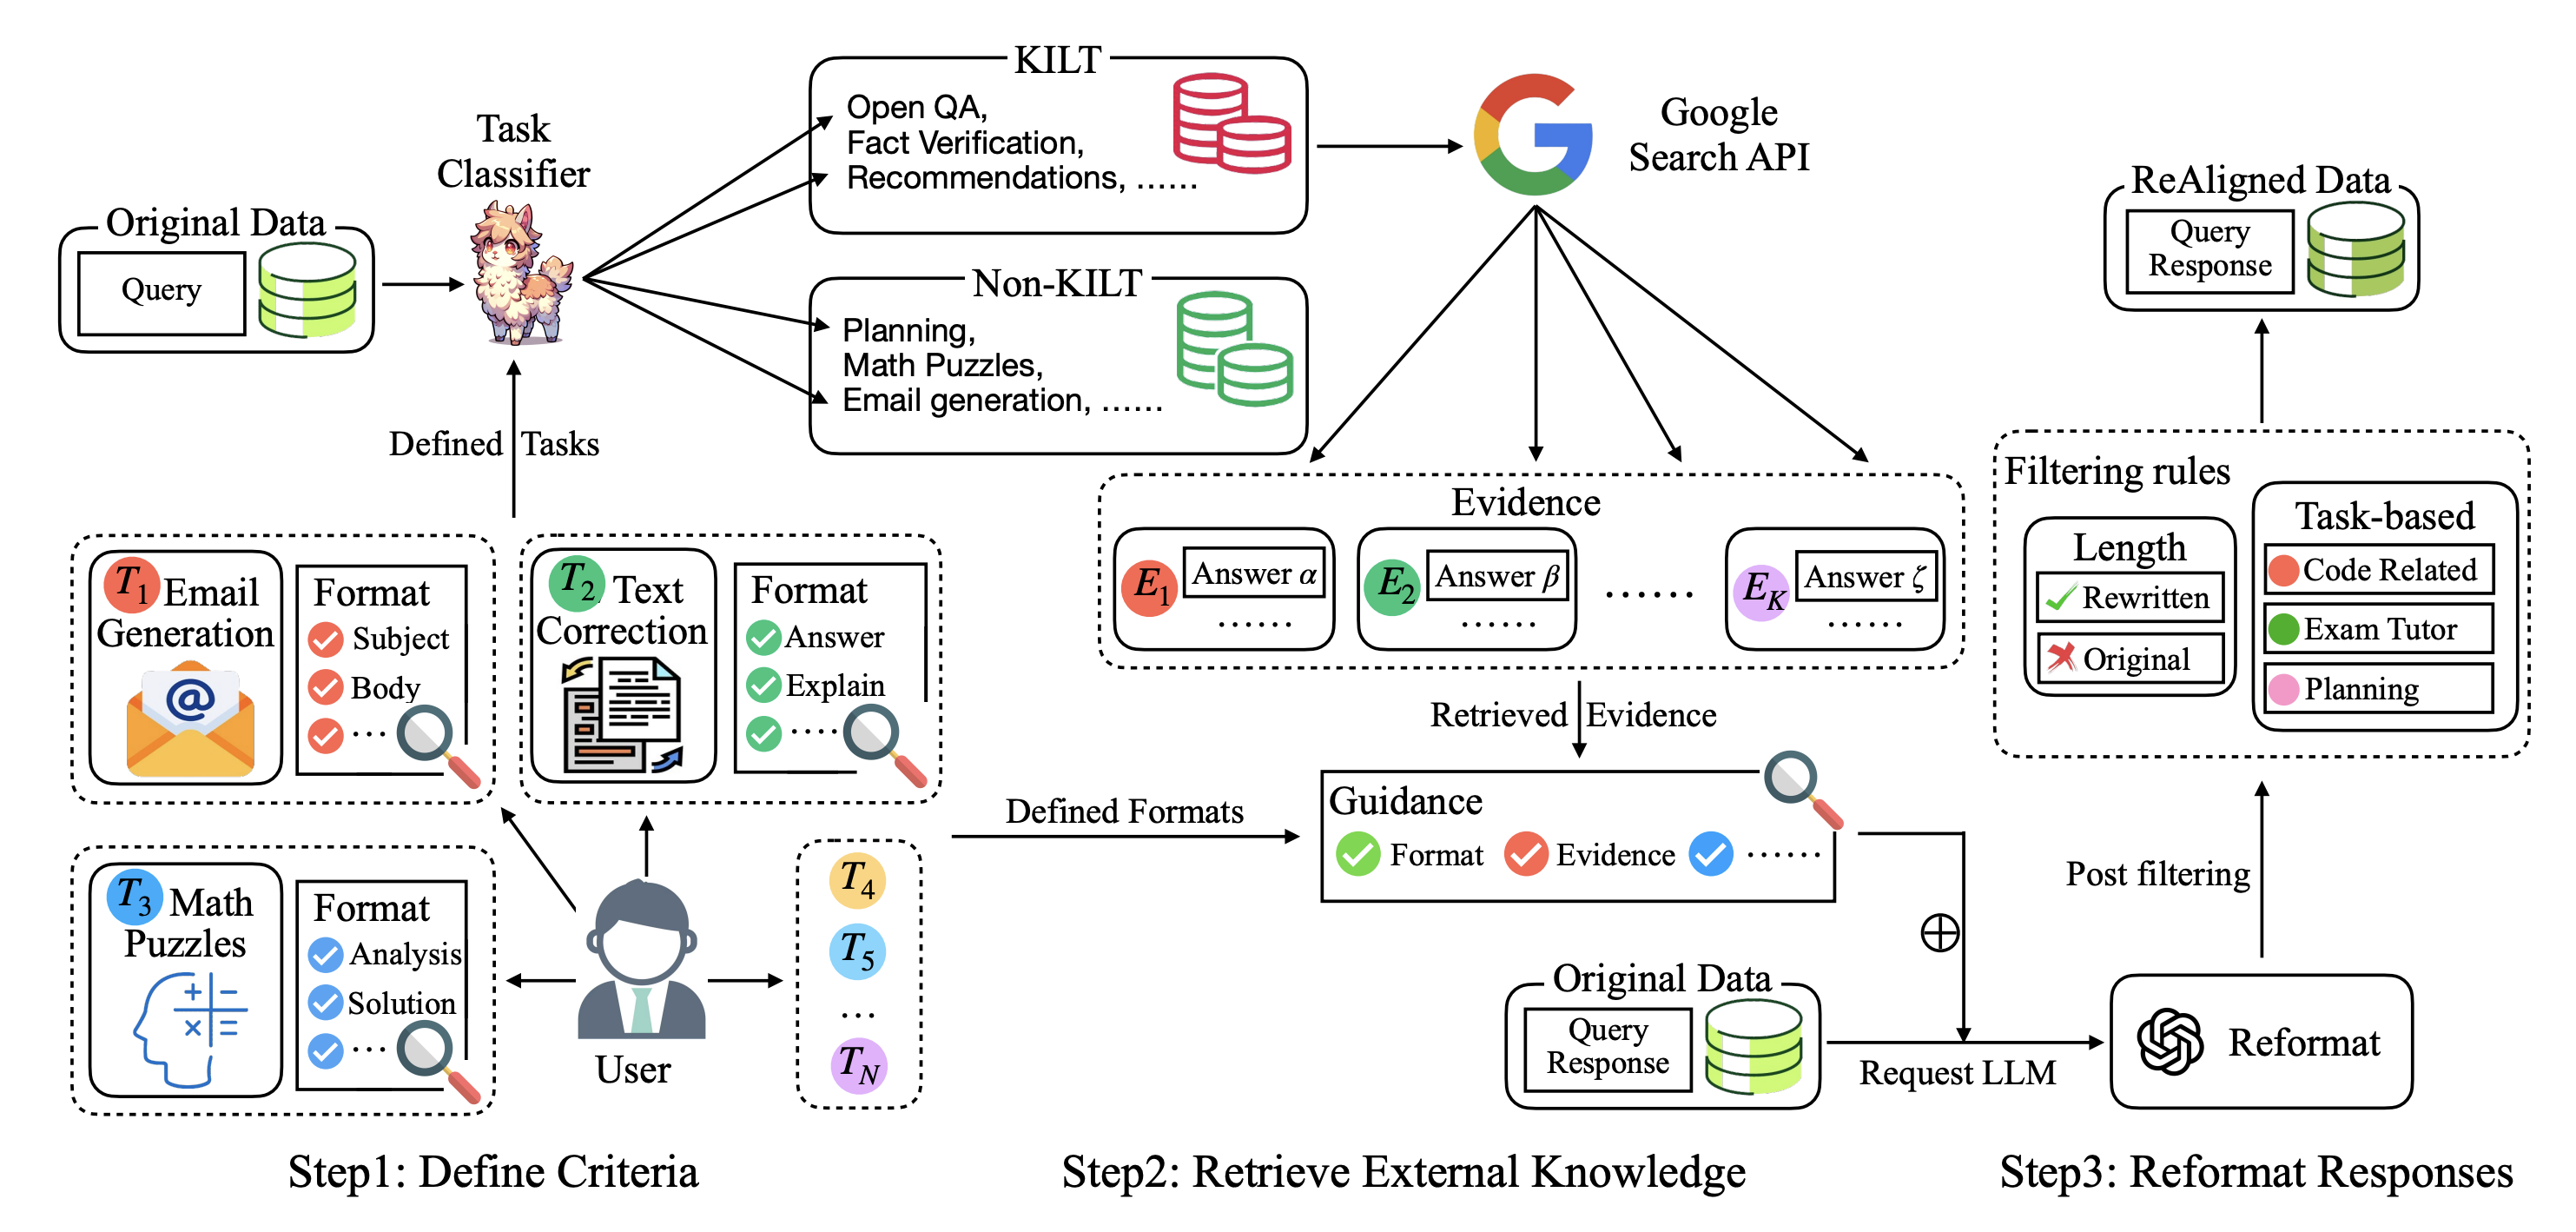 Original Data
Query
Task
Classifier
KILT
Open QA,
Fact Verification,
Recommendations, ......
Non-KILT
Planning,
Math Puzzles,
Email generation, ......
Google
Search API
Defined Tasks
T1 Email
Generation
Format
Subject
Body
...
T2 Text
Correction
Format
Answer
Explain
....
T3 Math
Puzzles
Format
Analysis
Solution
...
User
T4
T5
...
TN
Step1: Define Criteria
Evidence
E1 Answer α
......
E2 Answer β
......
......
EK Answer ζ
......
Retrieved Evidence
Defined Formats
Guidance
Format Evidence ......
Original Data
Query
Response
Request LLM
Step2: Retrieve External Knowledge
ReAligned Data
Query
Response
Filtering rules
Length
Rewritten
Original
Task-based
Code Related
Exam Tutor
Planning
Post filtering
Reformat
Step3: Reformat Responses